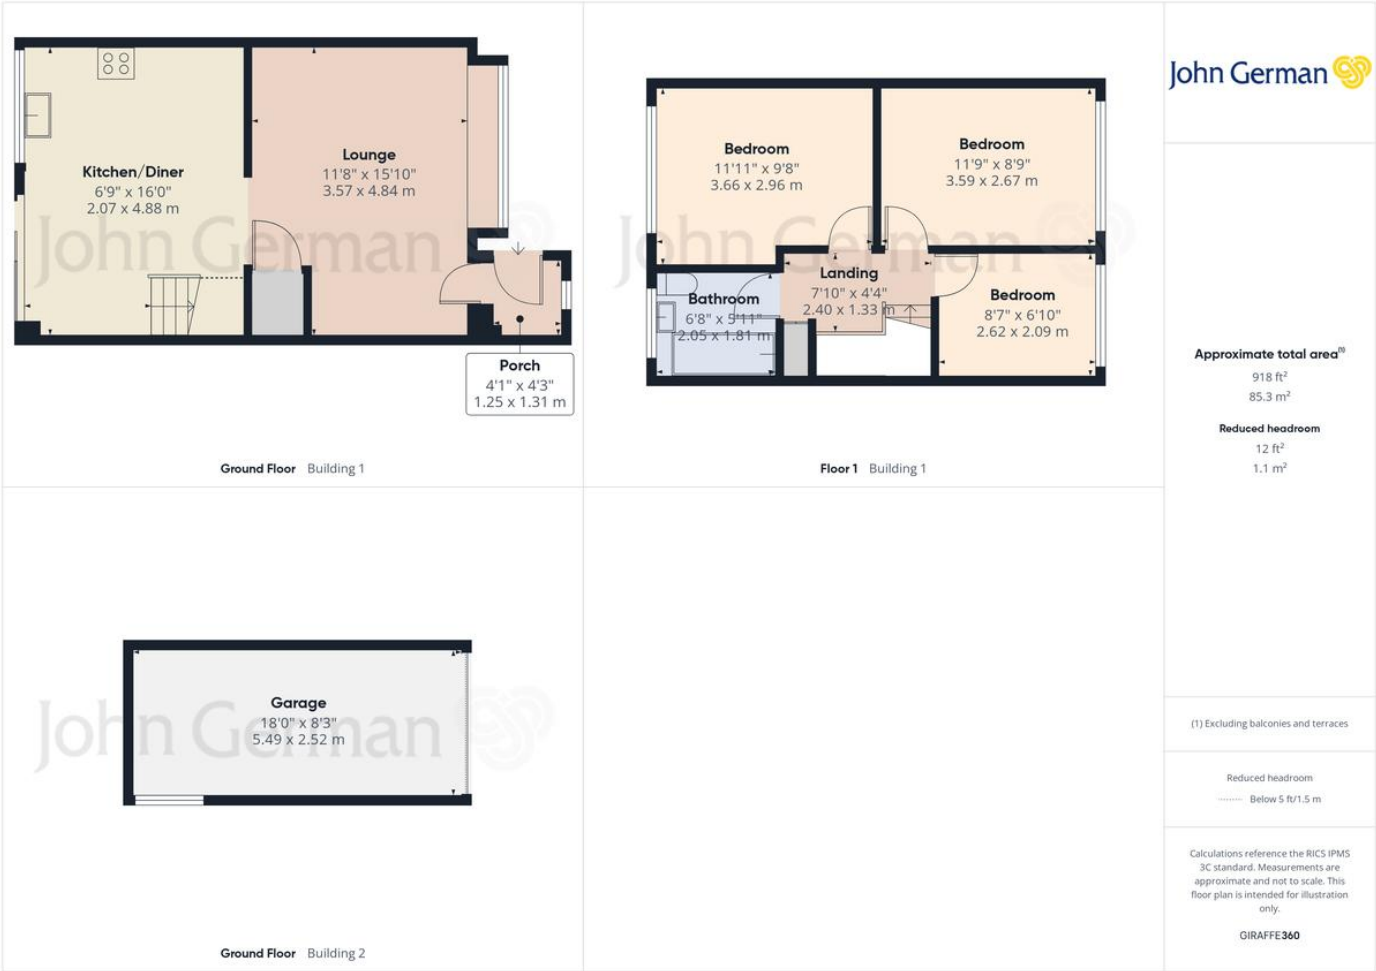 Kitchen/Diner
6'9" x 16'0"
2.07 x 4.88 m
Lounge
11'8" x 15'10"
3.57 x 4.84 m
John German
Porch
4'1" x 4'3"
1.25 x 1.31 m
Ground Floor Building 1
Bedroom
11'11" x 9'8"
3.66 x 2.96 m
Bedroom
11'9" x 8'9"
3.59 x 2.67 m
John German
Landing
7'10" x 4'4"
2.40 x 1.33 m
Bathroom
6'8" x 5'11"
2.05 x 1.81 m
Bedroom
8'7" x 6'10"
2.62 x 2.09 m
Floor 1 Building 1
Garage
18'0" x 8'3"
5.49 x 2.52 m
John German
Ground Floor Building 2
John German
Approximate total area(1)
918 ft²
85.3 m²
Reduced headroom
12 ft²
1.1 m²
(1) Excluding balconies and terraces
Reduced headroom
Below 5 ft/1.5 m
Calculations reference the RICS IPMS
3C standard. Measurements are
approximate and not to scale. This
floor plan is intended for illustration
only.
GIRAFFE360